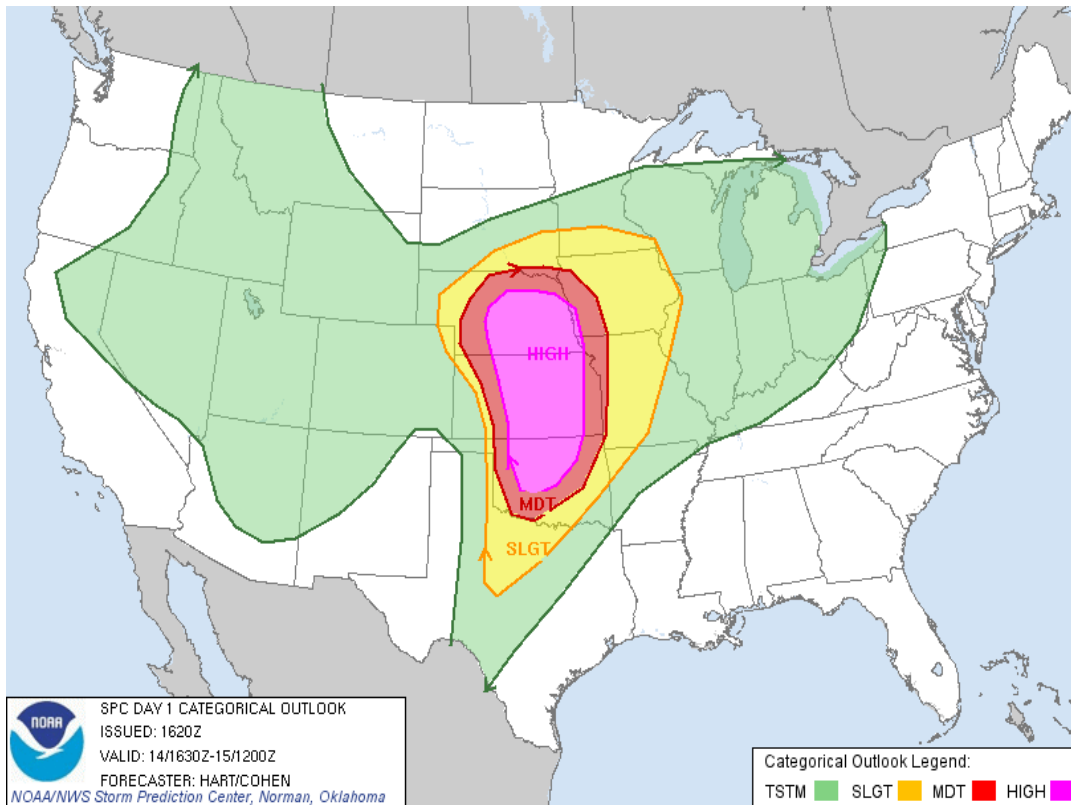 HIGH
MDT
SLGT
NOAA
SPC DAY 1 CATEGORICAL OUTLOOK
ISSUED: 1620Z
VALID: 14/1630Z-15/1200Z
FORECASTER: HART/COHEN
NOAA/NWS Storm Prediction Center, Norman, Oklahoma
Categorical Outlook Legend:
TSTM SLGT MDT HIGH